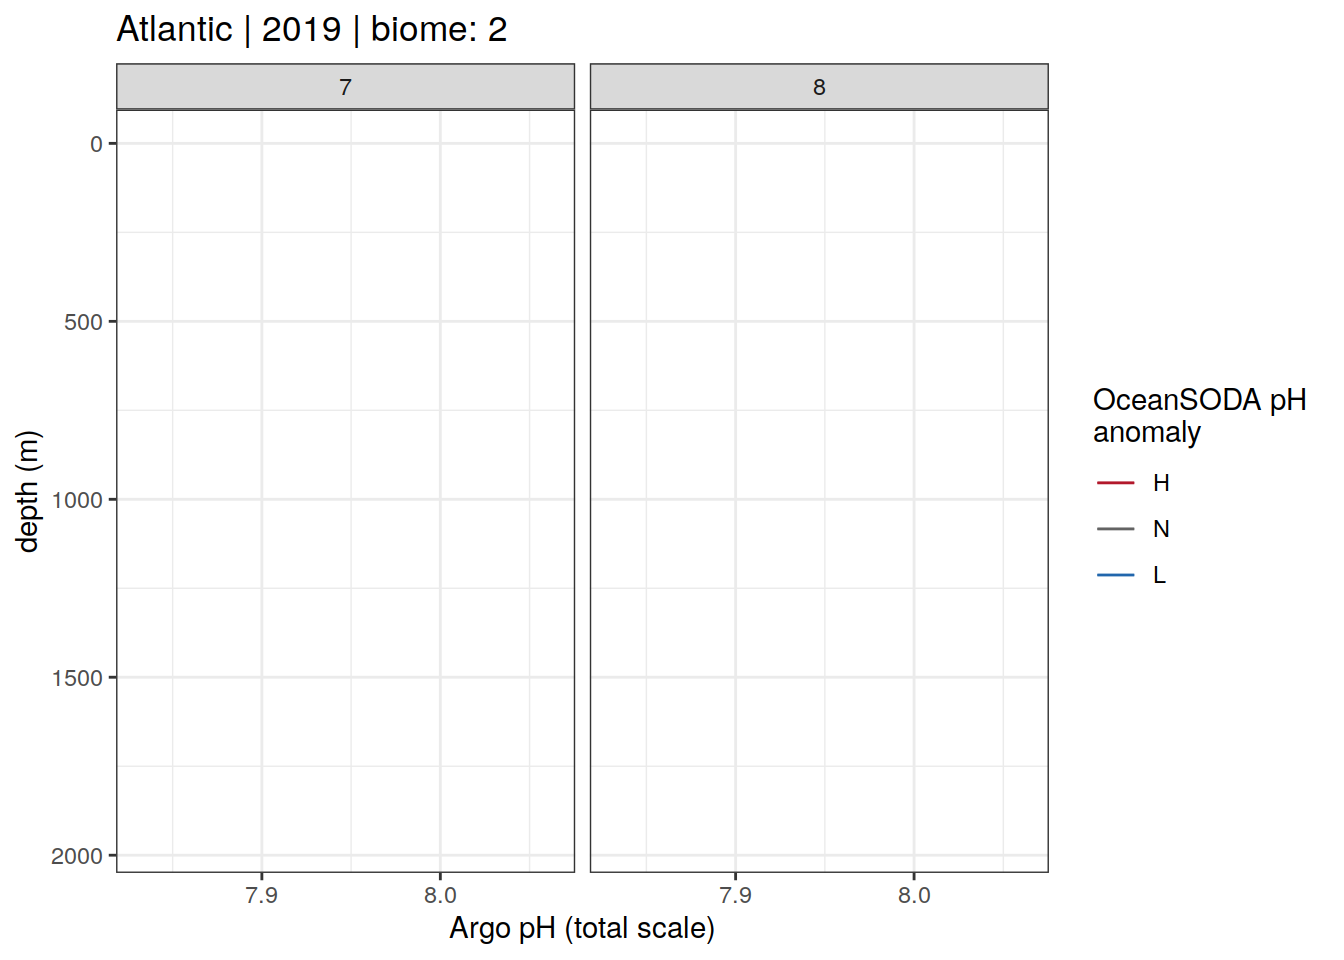 Atlantic | 2019 | biome: 2
7
8
0
500
1000
1500
2000
depth (m)
7.9
8.0
7.9
8.0
Argo pH (total scale)
OceanSODA pH
anomaly
H
N
L